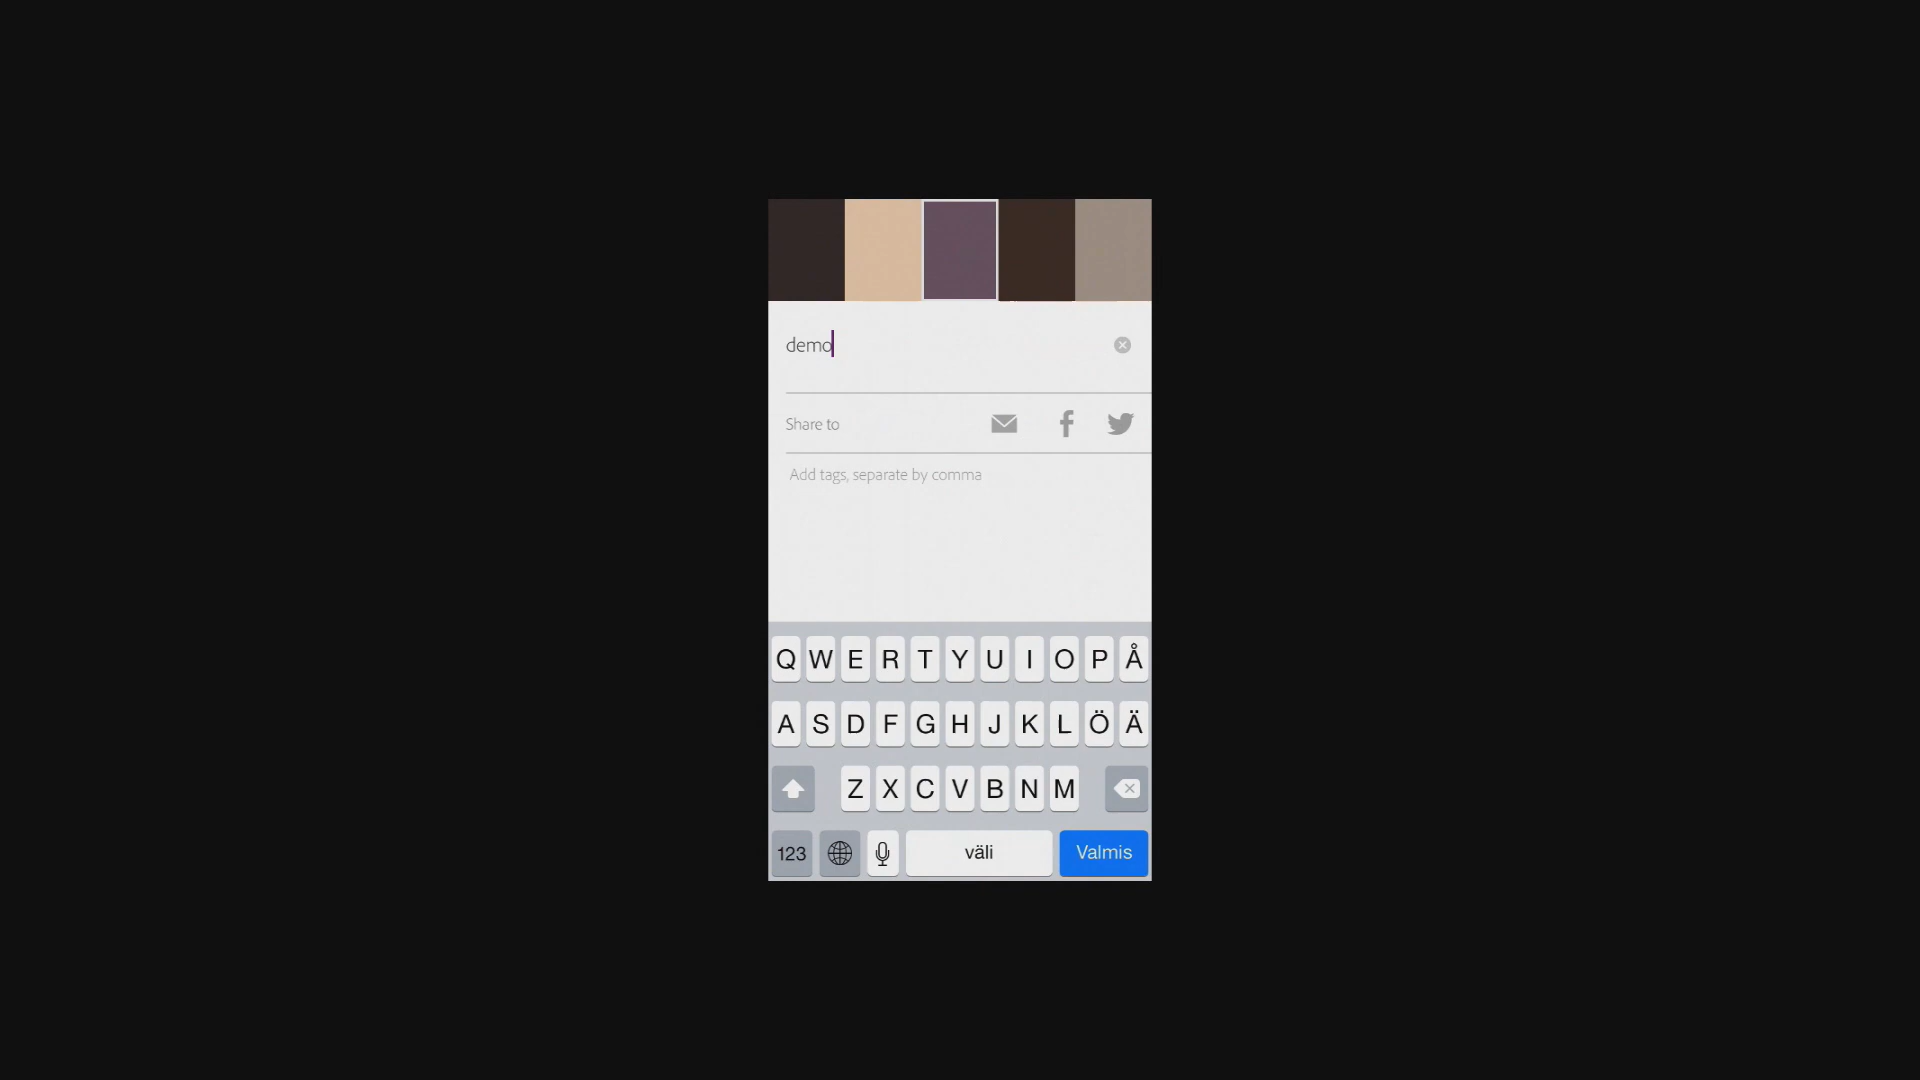 demo
Share to
Add tags, separate by comma
Q W E R T Y U I O P Å
A S D F G H J K L Ö Ä
Z X C V B N M
123 väli Valmis